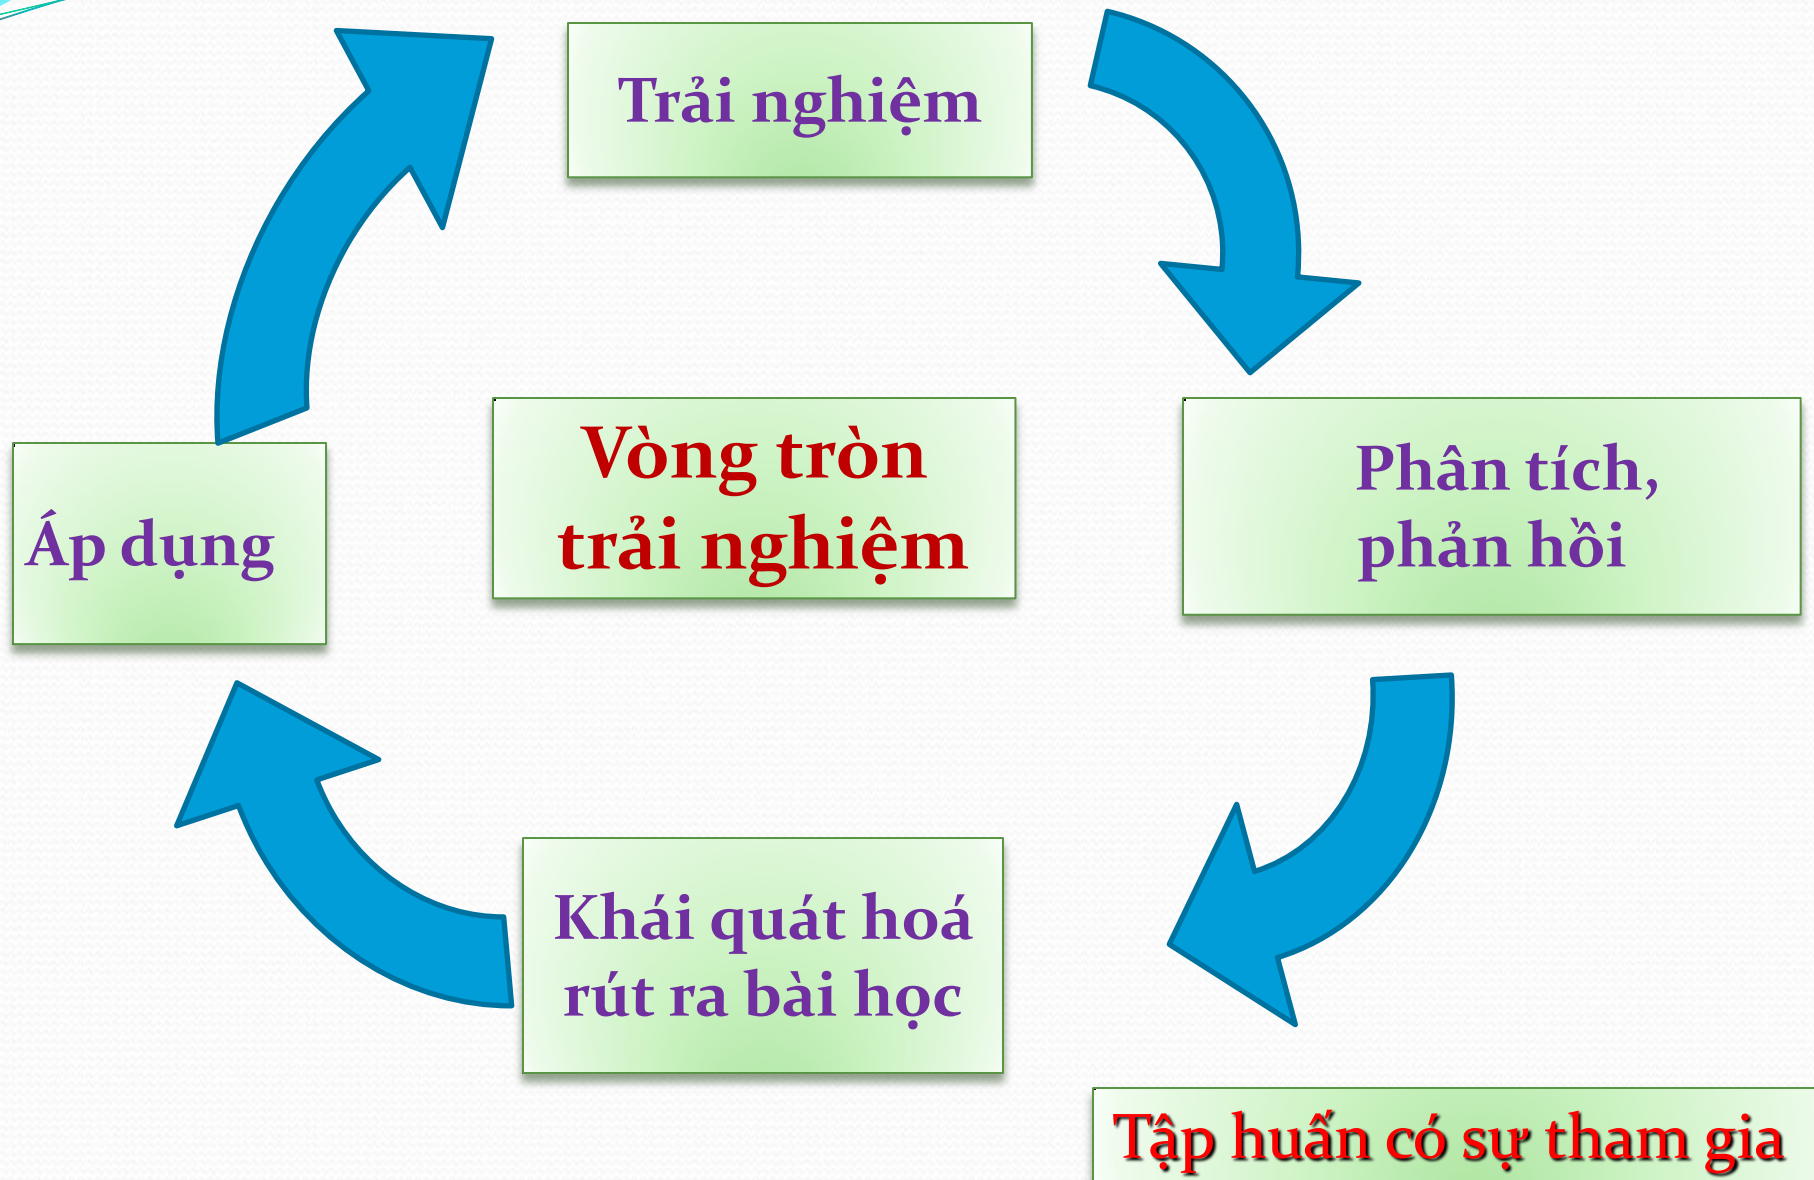 Trải nghiệm
Vòng tròn
trải nghiệm
Phân tích,
phản hồi
Áp dụng
Khái quát hoá
rút ra bài học
Tập huấn có sự tham gia